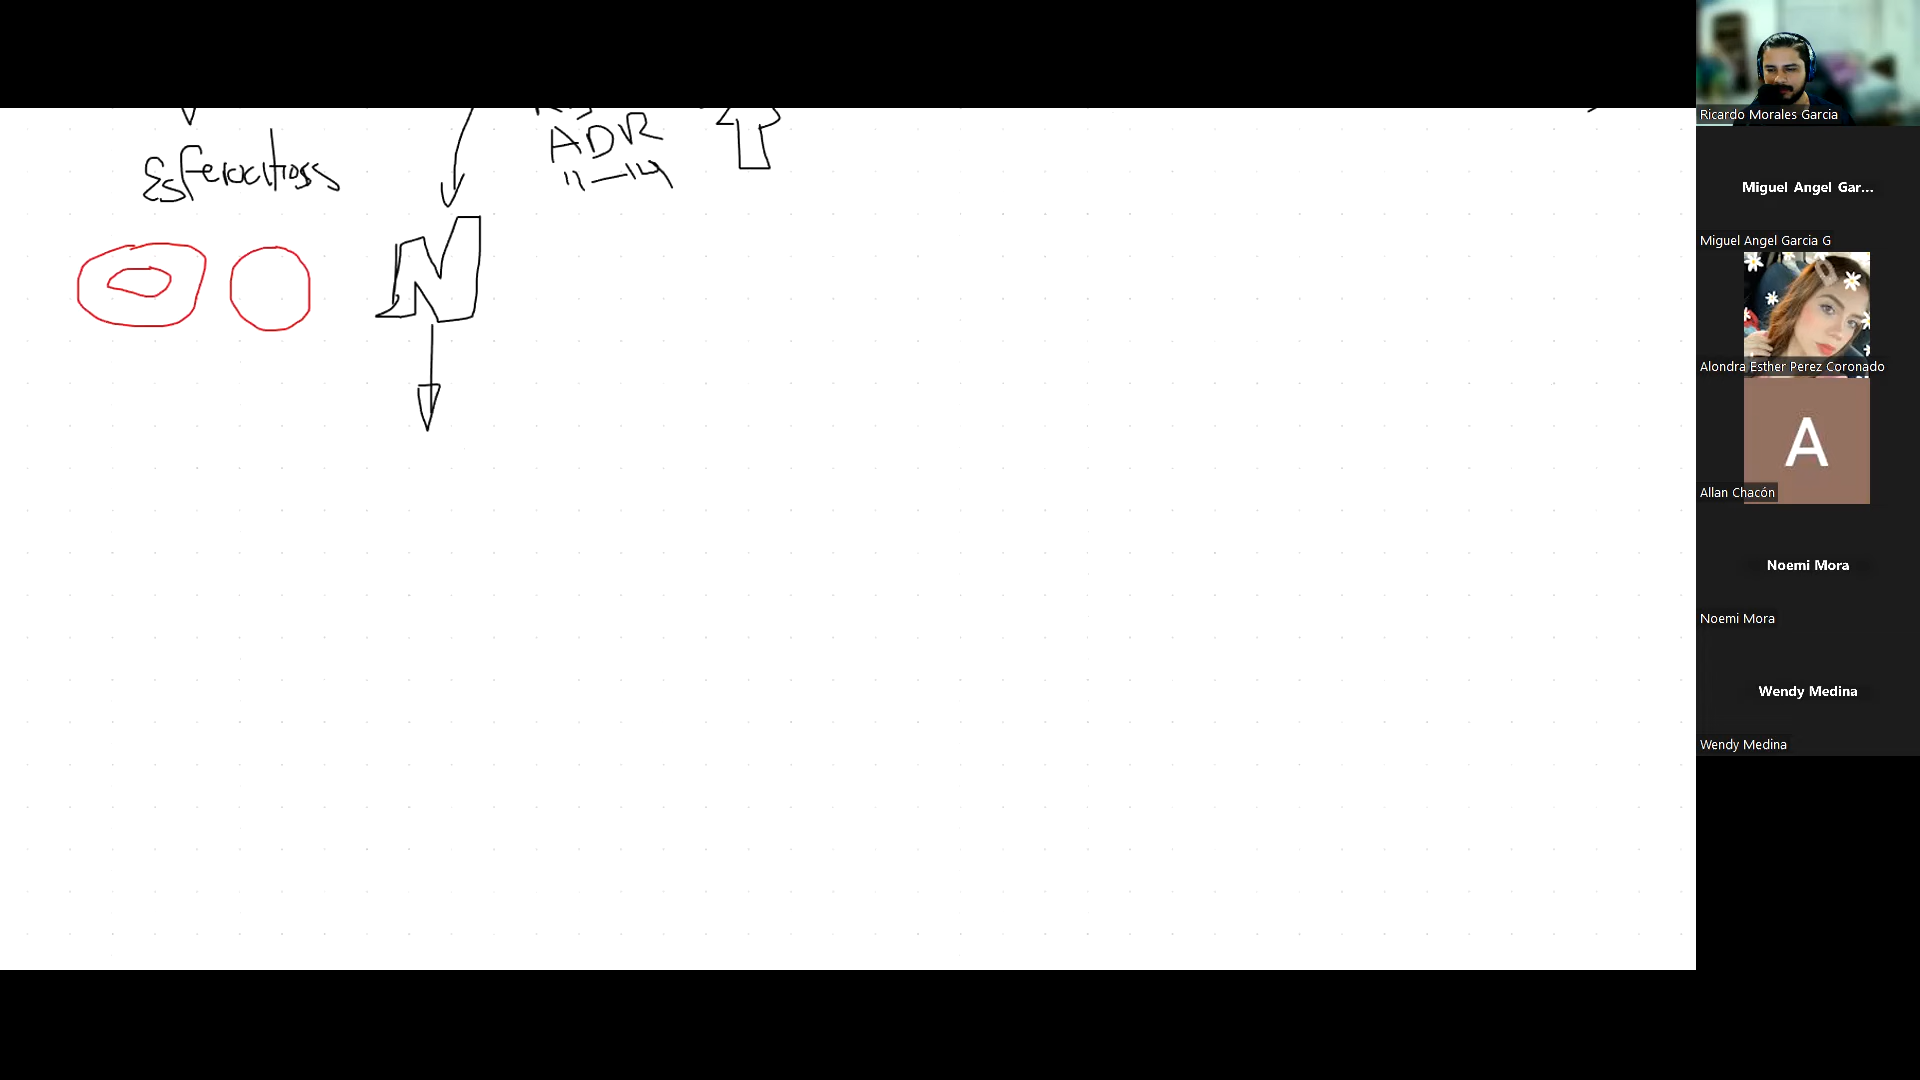 Esferocitoss
ADR
11-14
N
Ricardo Morales Garcia
Miguel Angel Gar...
Miguel Angel Garcia G
Alondra Esther Perez Coronado
A
Allan Chacón
Noemi Mora
Noemi Mora
Wendy Medina
Wendy Medina